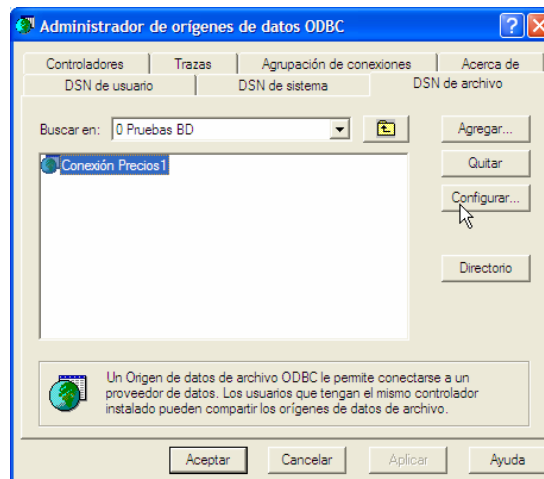 Administrador de orígenes de datos ODBC
Controladores
Trazas
Agrupación de conexiones
Acerca de
DSN de usuario
DSN de sistema
DSN de archivo
Buscar en:
0 Pruebas BD
Agregar...
Conexión Precios1
Quitar
Configurar...
Directorio
Un Origen de datos de archivo ODBC le permite conectarse a un
proveedor de datos. Los usuarios que tengan el mismo controlador
instalado pueden compartir los orígenes de datos de archivo.
Aceptar
Cancelar
Aplicar
Ayuda